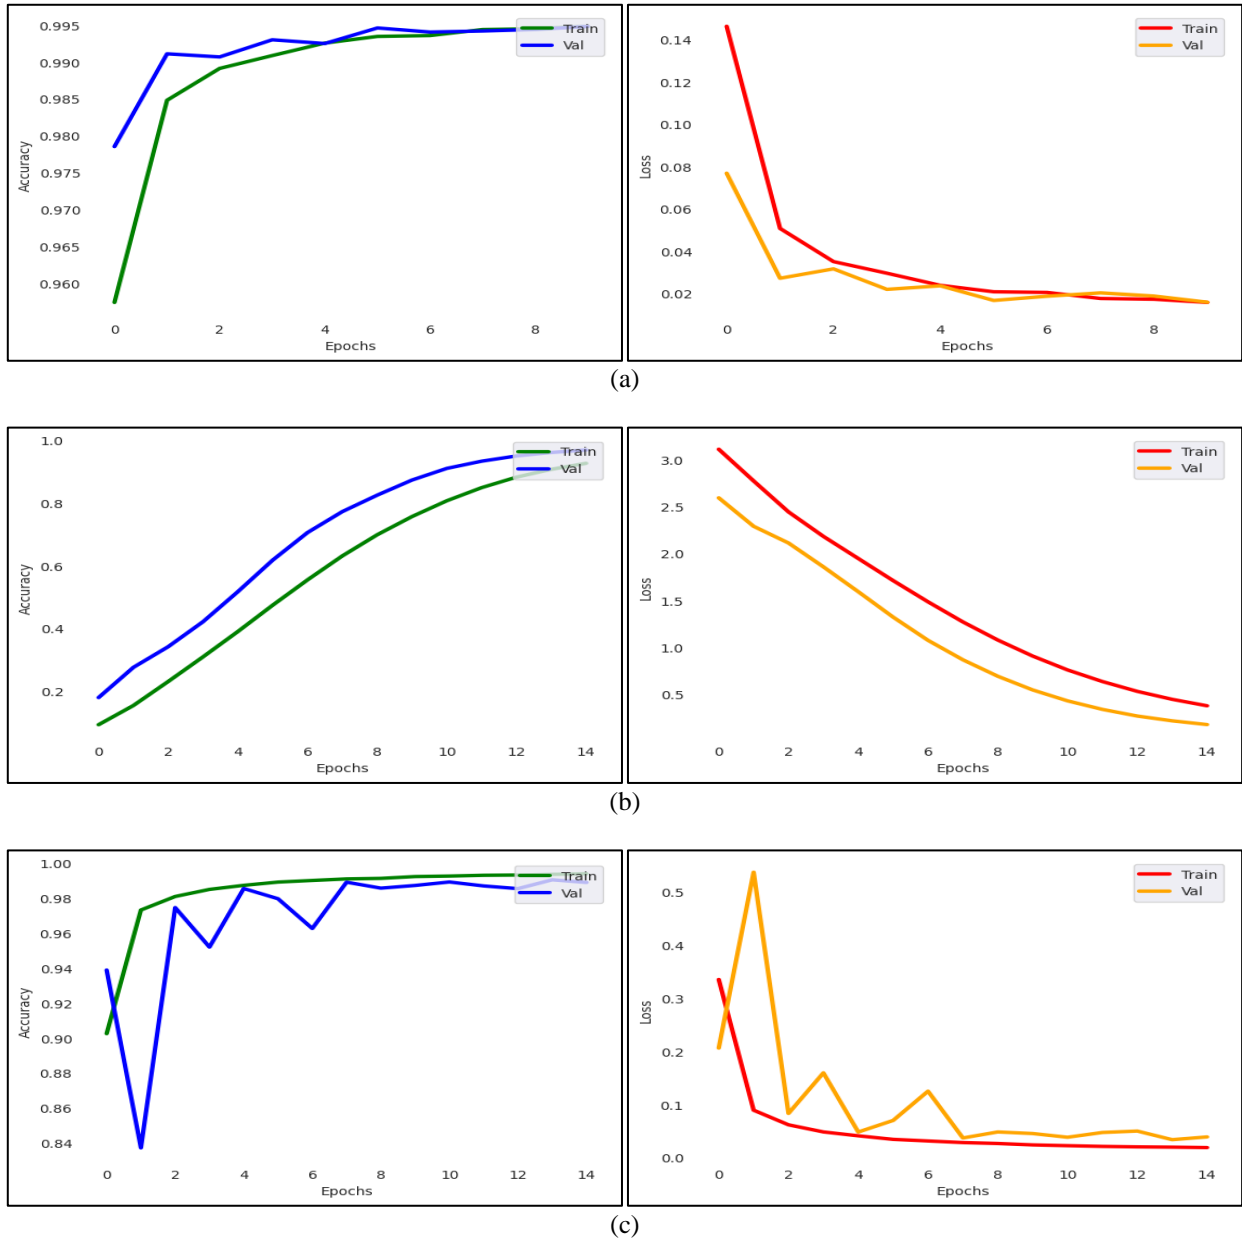 0.995
0.990
0.985
0.980
0.975
0.970
0.965
0.960
Accuracy
0 2 4 6 8
Epochs
Train
Val
0.14
0.12
0.10
0.08
0.06
0.04
0.02
Loss
0 2 4 6 8
Epochs
Train
Val
(a)
1.0
0.8
0.6
0.4
0.2
Accuracy
0 2 4 6 8 10 12 14
Epochs
Train
Val
3.0
2.5
2.0
1.5
1.0
0.5
Loss
0 2 4 6 8 10 12 14
Epochs
Train
Val
(b)
1.00
0.98
0.96
0.94
0.92
0.90
0.88
0.86
0.84
Accuracy
0 2 4 6 8 10 12 14
Epochs
Train
Val
0.5
0.4
0.3
0.2
0.1
0.0
Loss
0 2 4 6 8 10 12 14
Epochs
Train
Val
(c)